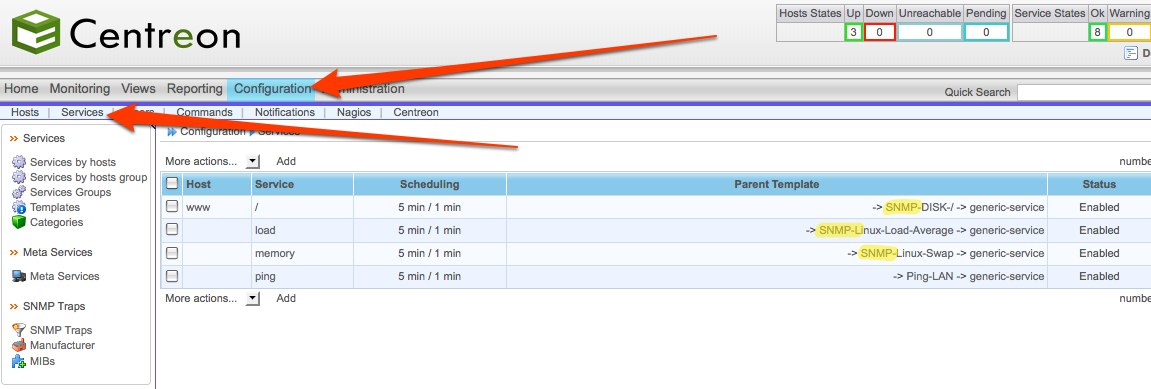 Centreon
Hosts States Up Down Unreachable Pending
3 0 0 0
Service States Ok Warning
8 0
Home Monitoring Views Reporting Configuration
Quick Search
Hosts | Services | | Commands | Notifications | Nagios | Centreon
Services
Services by hosts
Services by hosts group
Services Groups
Templates
Categories
Meta Services
Meta Services
SNMP Traps
SNMP Traps
Manufacturer
MIBs
Configuration Services
More actions... Add numbe
Host Service Scheduling Parent Template Status
www / 5 min / 1 min -> SNMP-DISK-/ -> generic-service Enabled
load 5 min / 1 min -> SNMP-Linux-Load-Average -> generic-service Enabled
memory 5 min / 1 min -> SNMP-Linux-Swap -> generic-service Enabled
ping 5 min / 1 min -> Ping-LAN -> generic-service Enabled
More actions... Add numbe